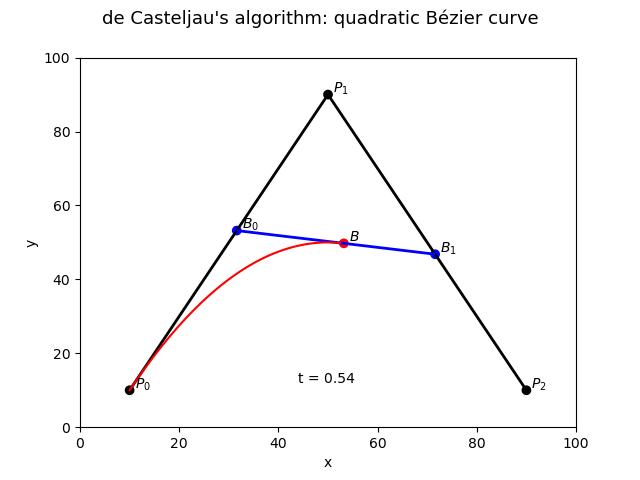 de Casteljau's algorithm: quadratic Bézier curve
100
80
60
40
20
0
y
P₁
B₀
B
B₁
P₀
P₂
t = 0.54
0 20 40 60 80 100
x